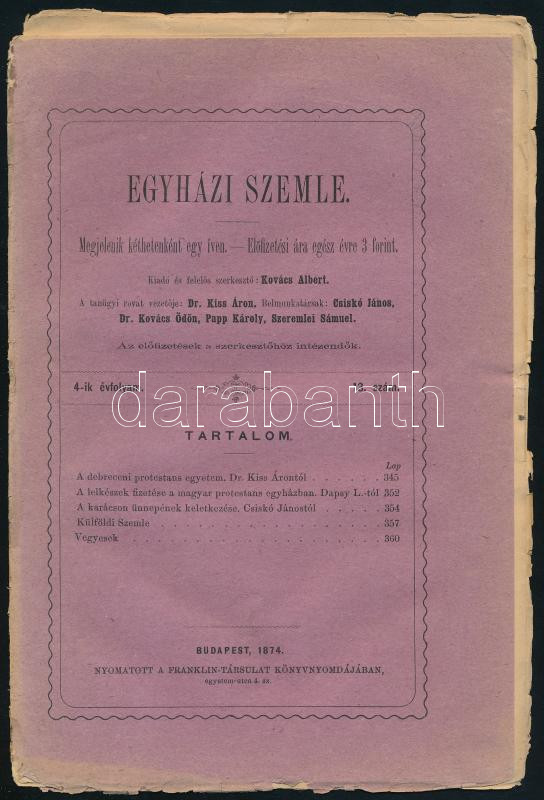 EGYHÁZI SZEMLE.
Megjelenik kéthetenként egy íven. — Előfizetési ára egész évre 3 forint.
Kiadó és felelős szerkesztő: Kovács Albert.
A tanügyi rovat vezetője: Dr. Kiss Áron, Belmunkatársak: Csiskó János,
Dr. Kovács Ödön, Papp Károly, Szeremlei Sámuel.
Az előfizetések a szerkesztőhöz intézendők.
4-ik évfolyam. szám.
darabanth
TARTALOM.
Lap
A debreceni protestans egyetem. Dr. Kiss Árontól . . . . . . 345
A lelkészek fizetése a magyar protestans egyházban. Dapsy L.-tól 352
A karácson ünnepének keletkezése. Csiskó Jánostól . . . . . 354
Külföldi Szemle . . . . . . . . . . . . . . . 357
Vegyesek . . . . . . . . . . . . . . . . . 360
BUDAPEST, 1874.
NYOMATOTT A FRANKLIN-TÁRSULAT KÖNYVNYOMDÁJÁBAN,
egyetem-utca 4. sz.